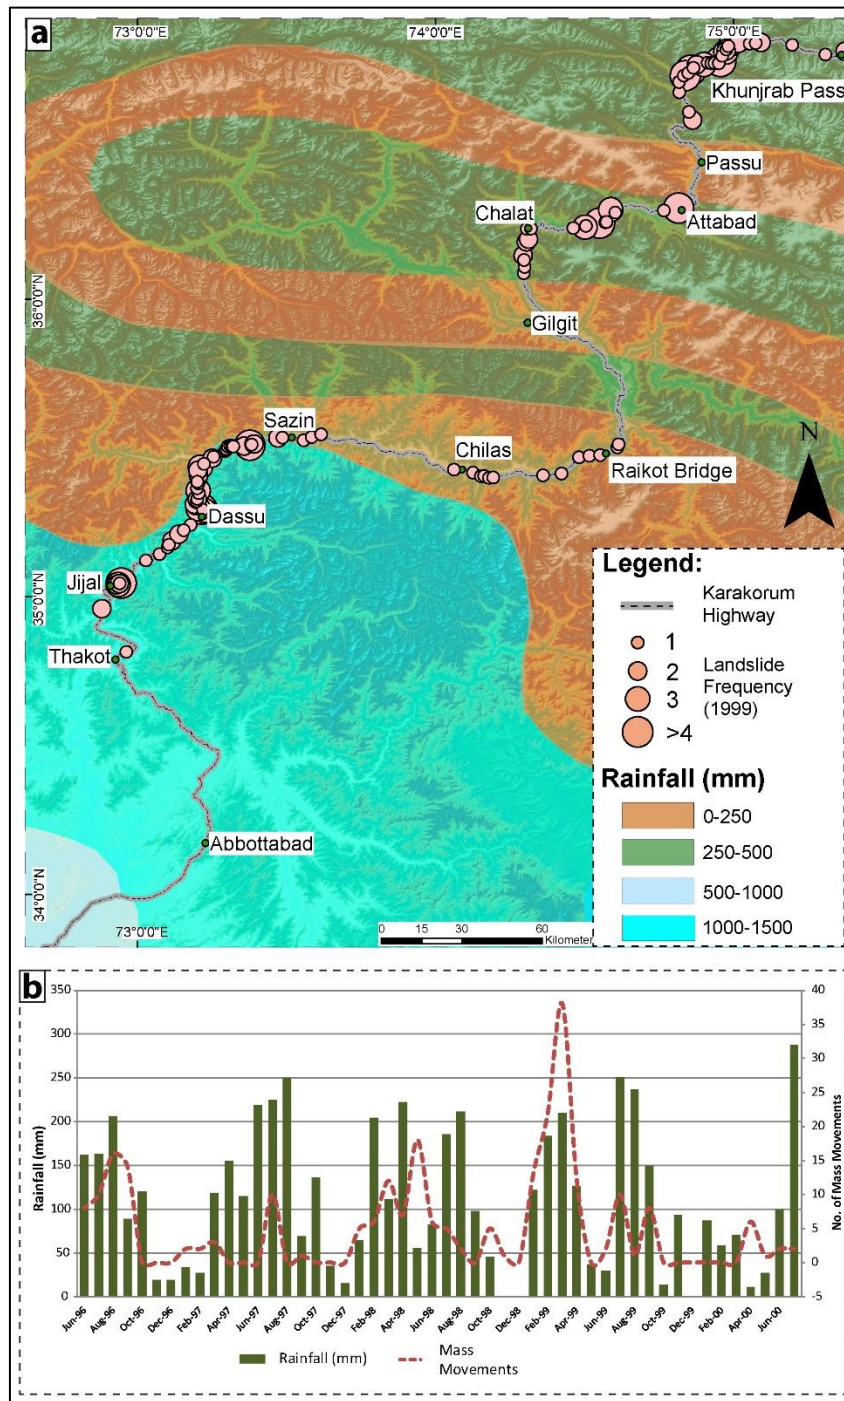 a
73°0'0"E
74°0'0"E
75°0'0"E
Khunjrab Pass
Passu
Chalat
Attabad
36°0'0"N
Gilgit
Sazin
Chilas
Raikot Bridge
N
Dassu
Jijal
35°0'0"N
Thakot
Abbottabad
34°0'0"N
73°0'0"E
0 15 30 60
Kilometer
Legend:
Karakorum
Highway
1
2
3
>4
Landslide
Frequency
(1999)
Rainfall (mm)
0-250
250-500
500-1000
1000-1500
b
350
300
250
200
150
100
50
0
Rainfall (mm)
40
35
30
25
20
15
10
5
0
-5
No. of Mass Movements
Jun-96
Aug-96
Oct-96
Dec-96
Feb-97
Apr-97
Jun-97
Aug-97
Oct-97
Dec-97
Feb-98
Apr-98
Jun-98
Aug-98
Oct-98
Dec-98
Feb-99
Apr-99
Jun-99
Aug-99
Oct-99
Dec-99
Feb-00
Apr-00
Jun-00
Rainfall (mm)
Mass
Movements